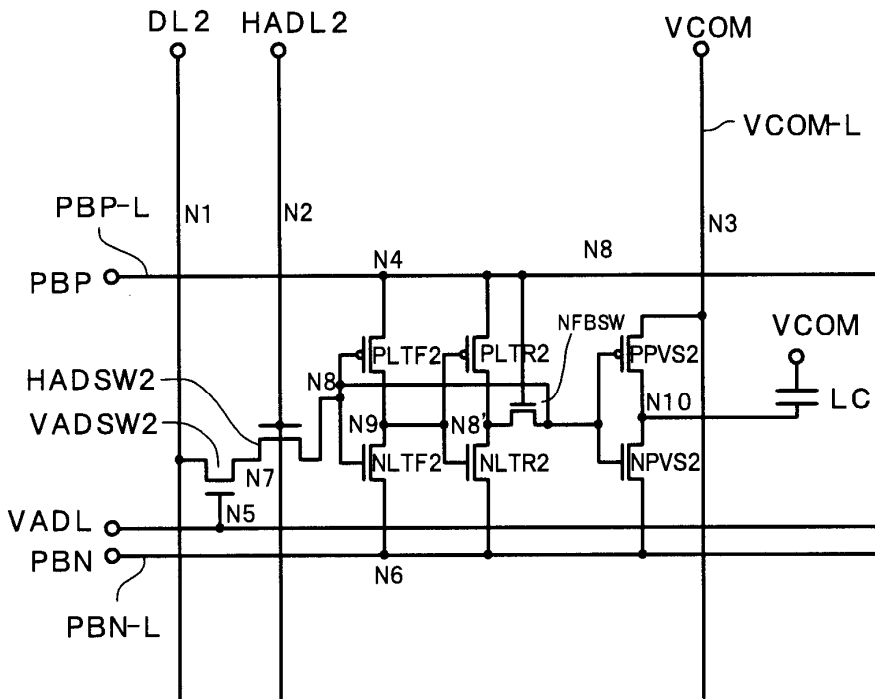 DL2 HADL2 VCOM
VCOM-L
PBP-L N1 N2 N3
N4 N8
PBP
NFBSW
VCOM
PLTF2 PLTR2 PPVS2
HADSW2 N8
LC
VADSW2 N9 N8' N10
N7 NLTF2 NLTR2 NPVS2
VADL N5
PBN
N6
PBN-L